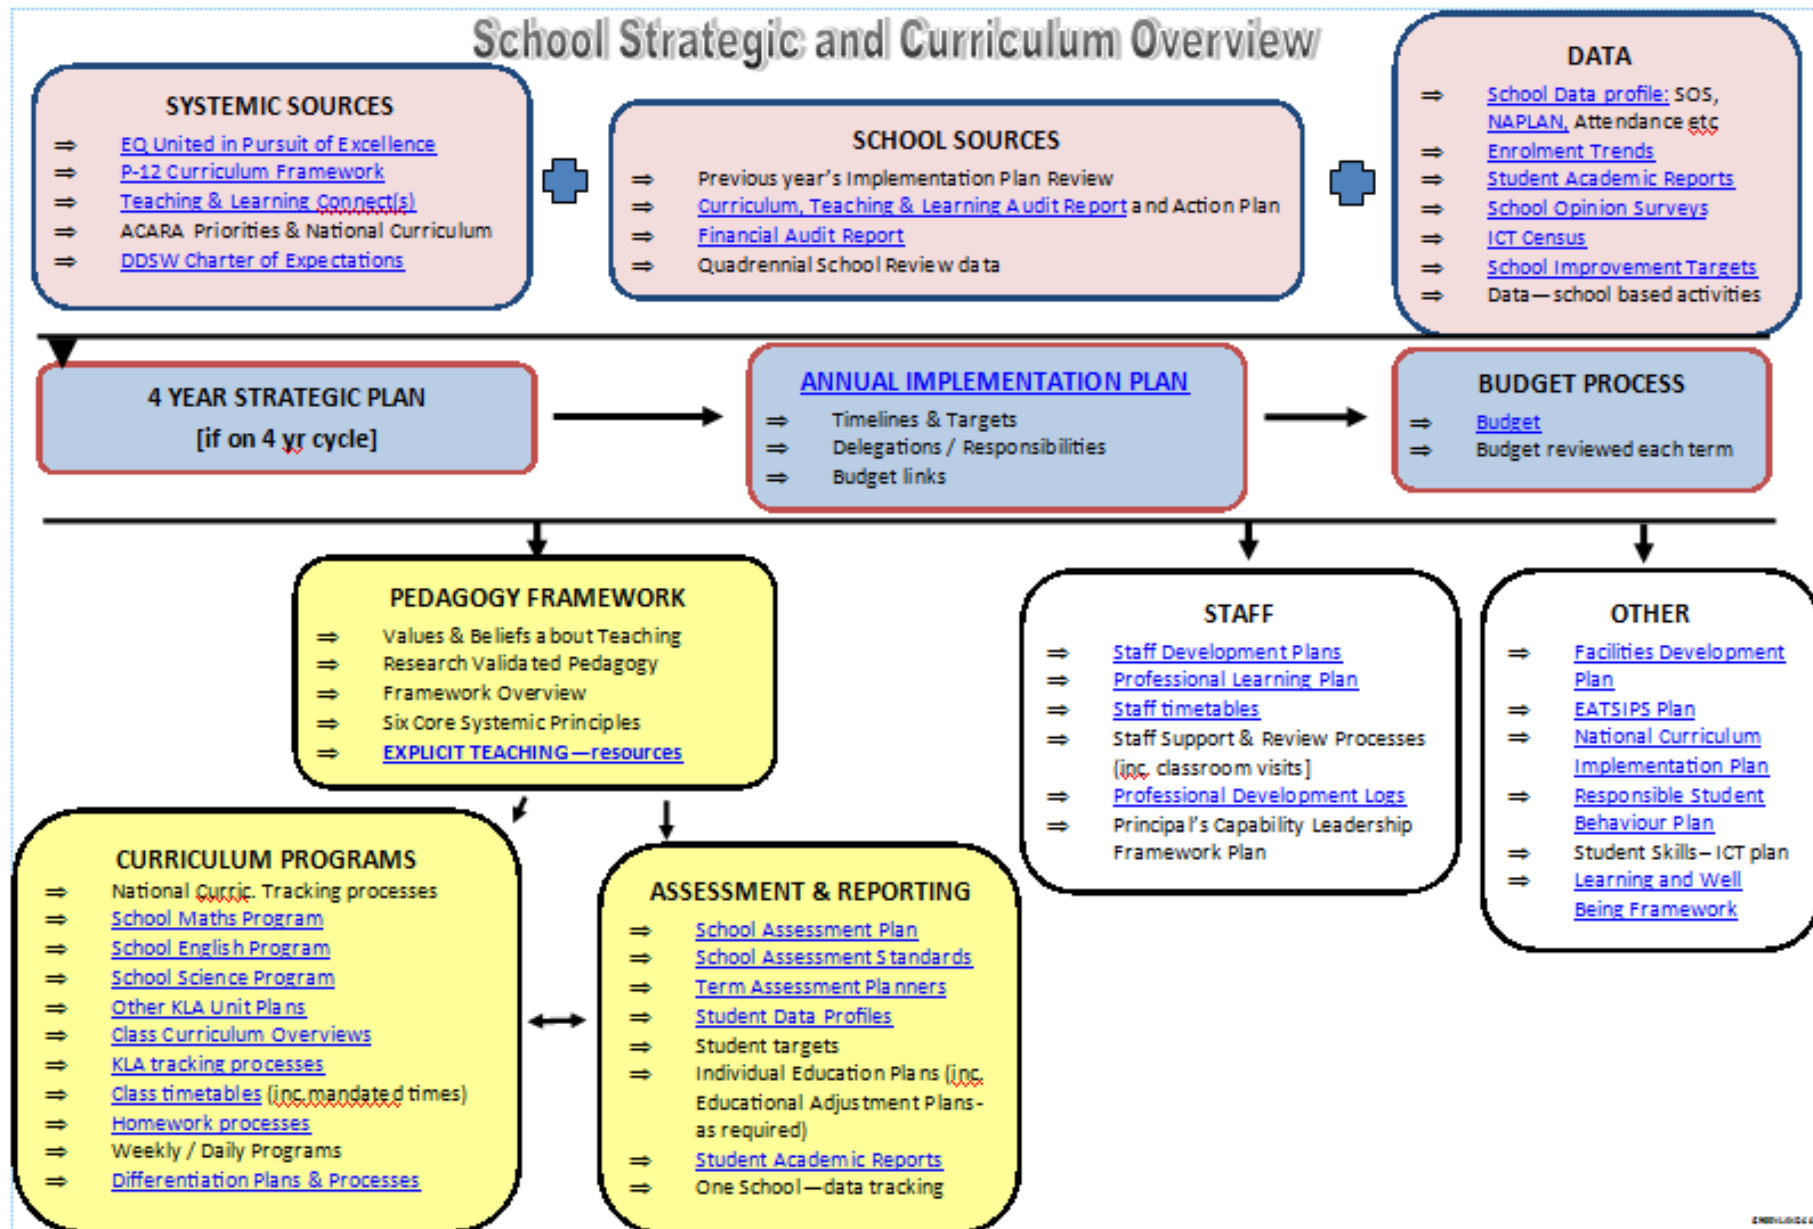 School Strategic and Curriculum Overview
SYSTEMIC SOURCES
⇒ EQ United in Pursuit of Excellence
⇒ P-12 Curriculum Framework
⇒ Teaching & Learning Connect(s)
⇒ ACARA Priorities & National Curriculum
⇒ DDSW Charter of Expectations
SCHOOL SOURCES
⇒ Previous year's Implementation Plan Review
⇒ Curriculum, Teaching & Learning Audit Report and Action Plan
⇒ Financial Audit Report
⇒ Quadrennial School Review data
DATA
⇒ School Data profile: SOS,
NAPLAN, Attendance etc
⇒ Enrolment Trends
⇒ Student Academic Reports
⇒ School Opinion Surveys
⇒ ICT Census
⇒ School Improvement Targets
⇒ Data—school based activities
4 YEAR STRATEGIC PLAN
[if on 4 yr cycle]
ANNUAL IMPLEMENTATION PLAN
⇒ Timelines & Targets
⇒ Delegations / Responsibilities
⇒ Budget links
BUDGET PROCESS
⇒ Budget
⇒ Budget reviewed each term
PEDAGOGY FRAMEWORK
⇒ Values & Beliefs about Teaching
⇒ Research Validated Pedagogy
⇒ Framework Overview
⇒ Six Core Systemic Principles
⇒ EXPLICIT TEACHING—resources
STAFF
⇒ Staff Development Plans
⇒ Professional Learning Plan
⇒ Staff timetables
⇒ Staff Support & Review Processes
(inc. classroom visits]
⇒ Professional Development Logs
⇒ Principal's Capability Leadership
Framework Plan
OTHER
⇒ Facilities Development
Plan
⇒ EATSIPS Plan
⇒ National Curriculum
Implementation Plan
⇒ Responsible Student
Behaviour Plan
⇒ Student Skills– ICT plan
⇒ Learning and Well
Being Framework
CURRICULUM PROGRAMS
⇒ National Curric. Tracking processes
⇒ School Maths Program
⇒ School English Program
⇒ School Science Program
⇒ Other KLA Unit Plans
⇒ Class Curriculum Overviews
⇒ KLA tracking processes
⇒ Class timetables (inc.mandated times)
⇒ Homework processes
⇒ Weekly / Daily Programs
⇒ Differentiation Plans & Processes
ASSESSMENT & REPORTING
⇒ School Assessment Plan
⇒ School Assessment Standards
⇒ Term Assessment Planners
⇒ Student Data Profiles
⇒ Student targets
⇒ Individual Education Plans (inc.
Educational Adjustment Plans-
as required)
⇒ Student Academic Reports
⇒ One School—data tracking